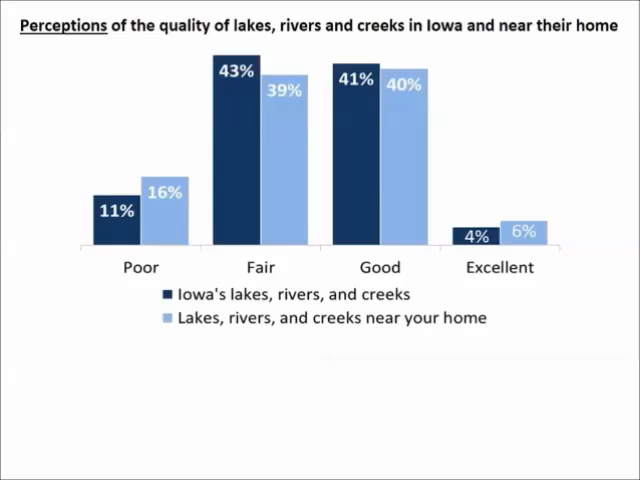 Perceptions of the quality of lakes, rivers and creeks in Iowa and near their home
43%
39%
41%
40%
11%
16%
4%
6%
Poor
Fair
Good
Excellent
Iowa's lakes, rivers, and creeks
Lakes, rivers, and creeks near your home